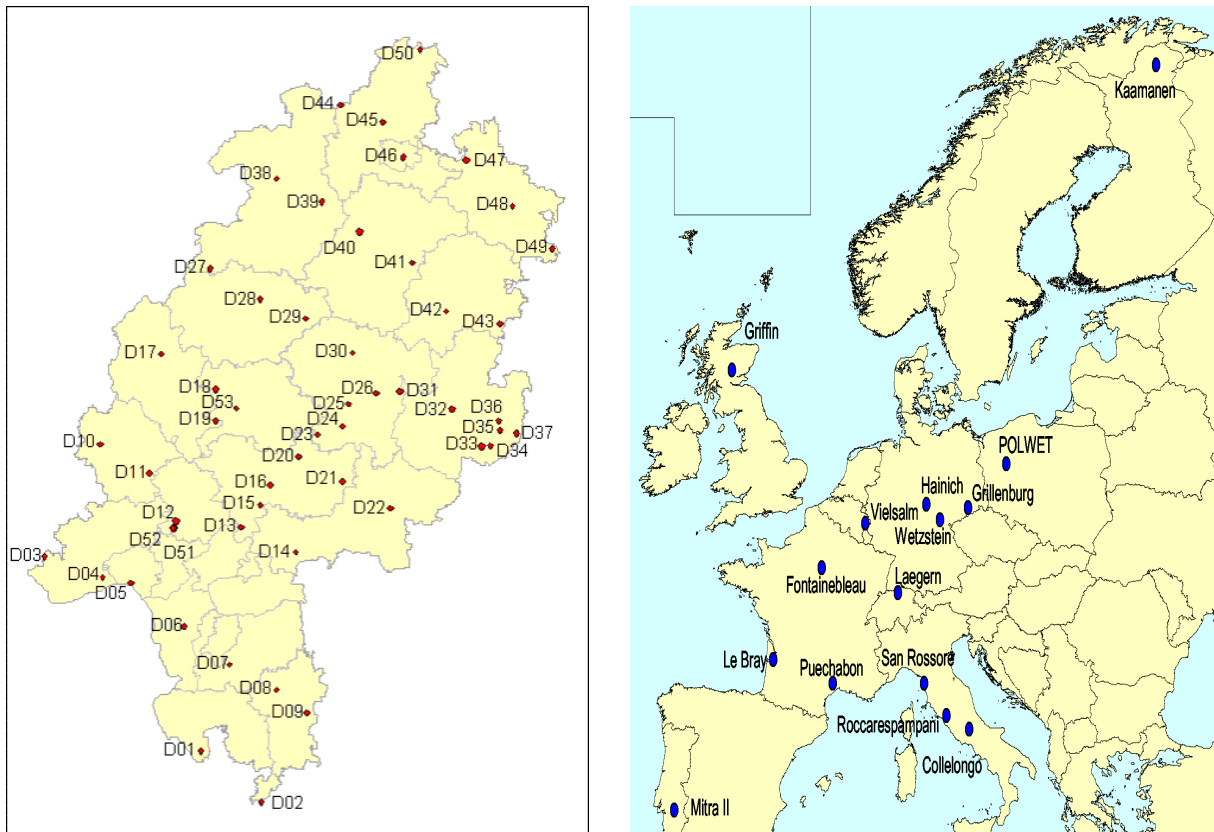 D50
D44
D45
D46
D47
D38
D39
D48
D40
D49
D41
D27
D28
D42
D29
D43
D17
D30
D18
D26
D31
D53
D25
D32
D36
D19
D24
D35
D37
D10
D23
D33
D34
D20
D11
D16
D21
D15
D22
D12
D13
D52
D51
D14
D03
D04
D05
D06
D07
D08
D09
D01
D02
Kaamanen
Griffin
POLWET
Hainich
Grillenburg
Vielsalm
Wetzstein
Laegern
Fontainebleau
Le Bray
San Rossore
Puechabon
Roccarespampani
Collelongo
Mitra II